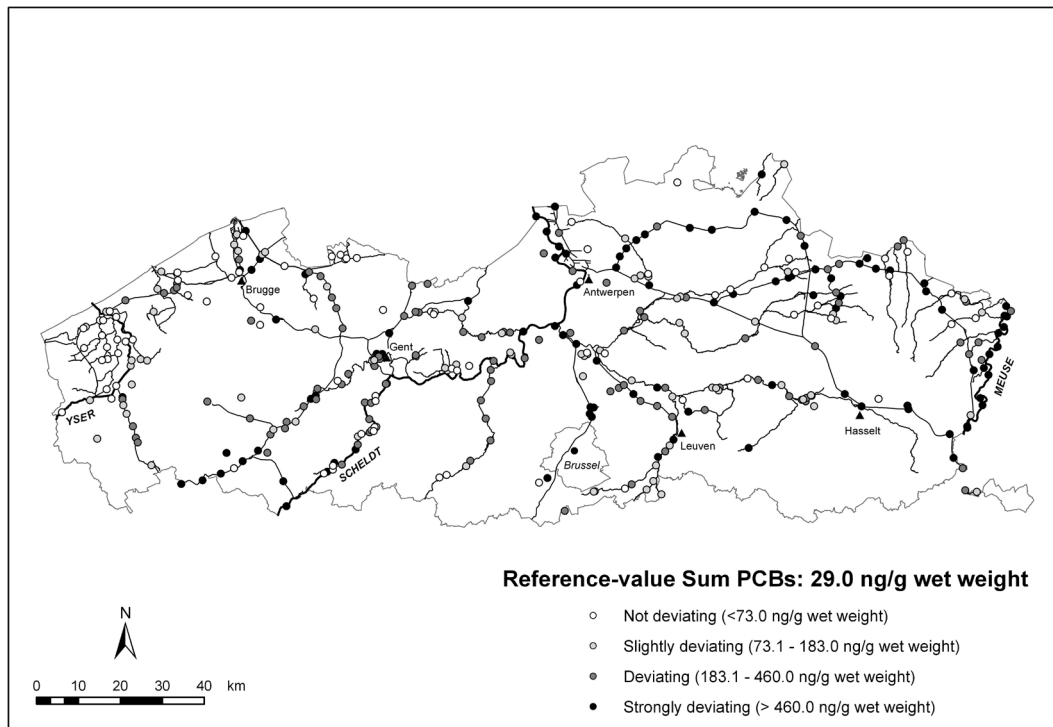 Antwerpen
Brugge
Gent
MEUSE
YSER
Hasselt
Leuven
SCHELDT
Brussel
Reference-value Sum PCBs: 29.0 ng/g wet weight
N
Not deviating (<73.0 ng/g wet weight)
Slightly deviating (73.1 - 183.0 ng/g wet weight)
Deviating (183.1 - 460.0 ng/g wet weight)
0 10 20 30 40 km
Strongly deviating (> 460.0 ng/g wet weight)